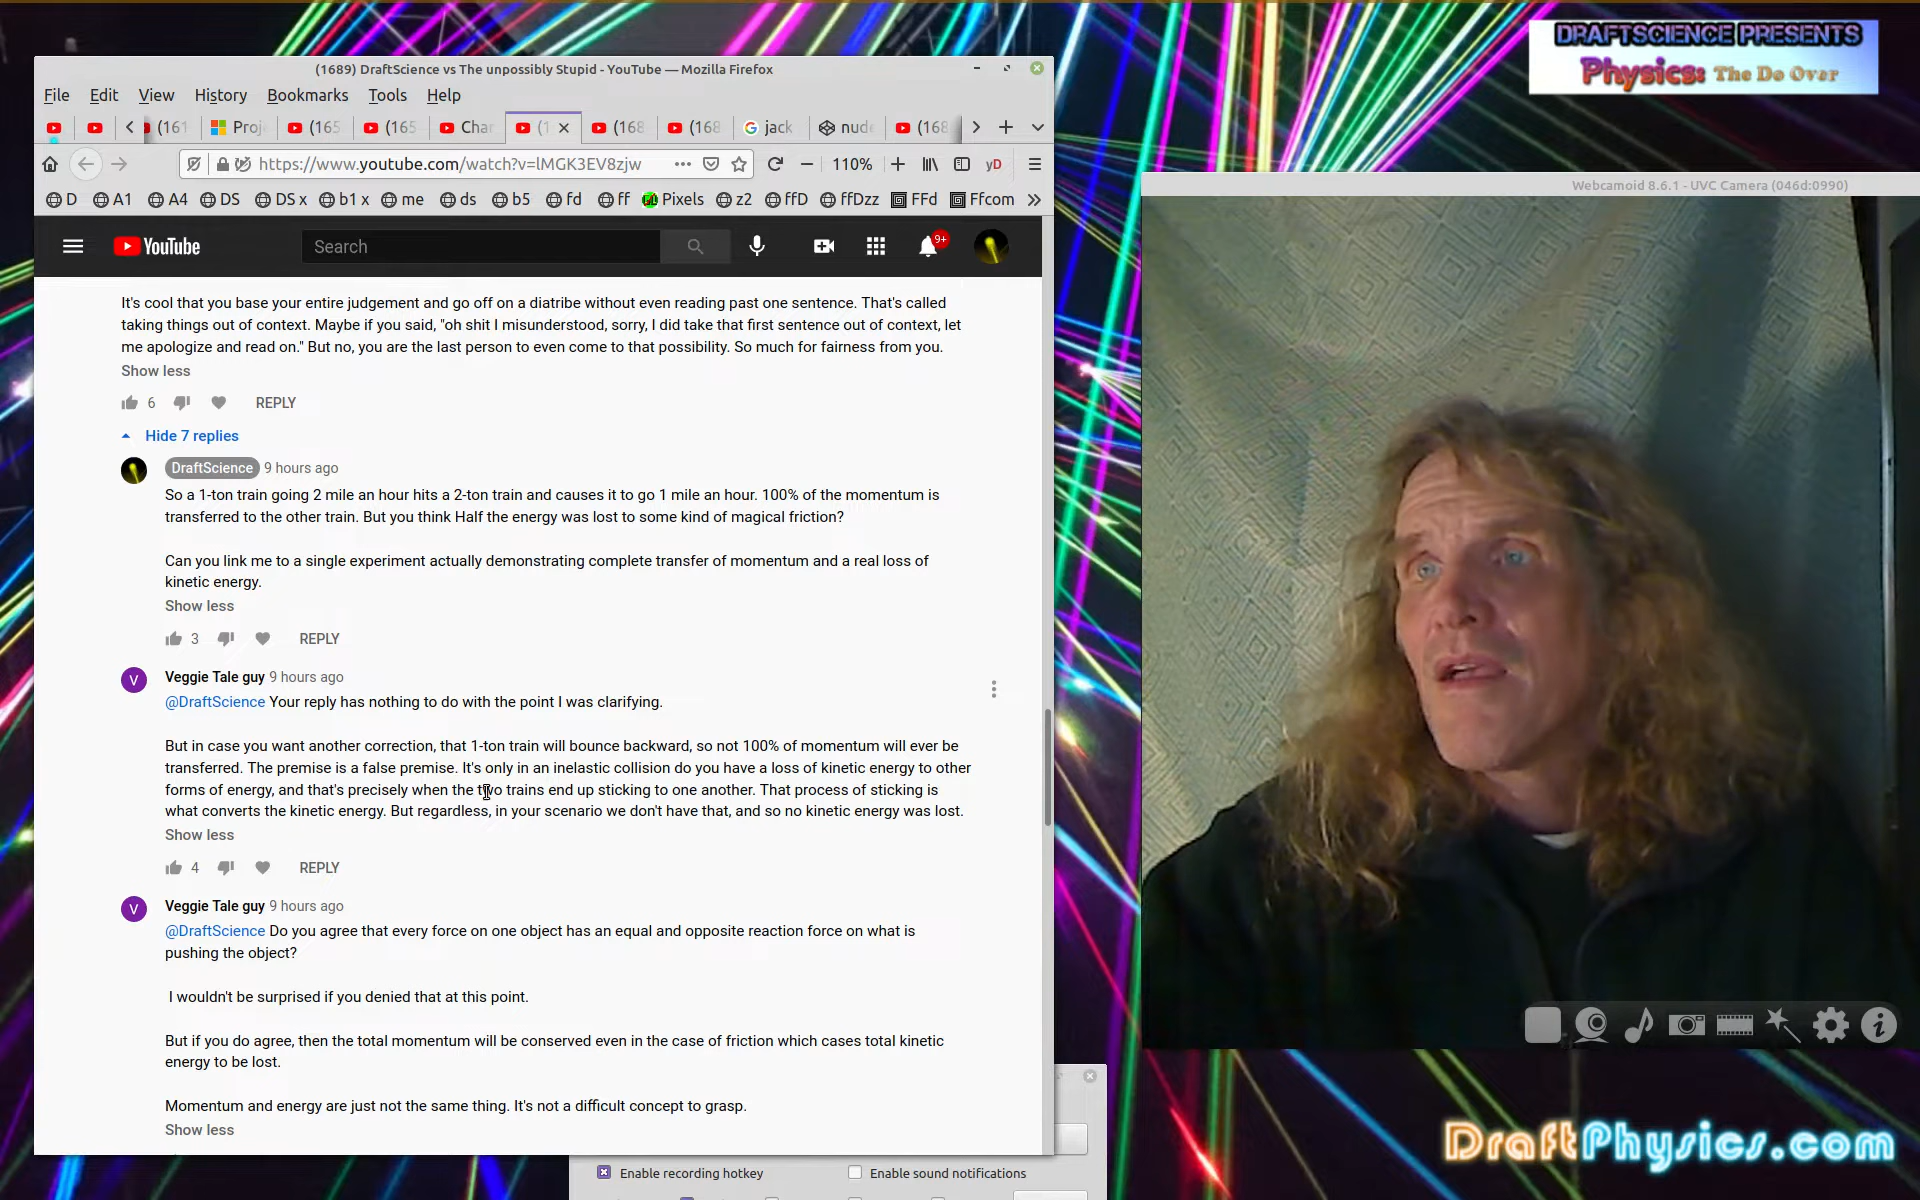 DRAFTSCIENCE PRESENTS
Physics: The Do Over
(1689) DraftScience vs The unpossibly Stupid - YouTube — Mozilla Firefox
File Edit View History Bookmarks Tools Help
(161 Proj (165 (165 Char (1 (168 (168 jack nude (168
https://www.youtube.com/watch?v=lMGK3EV8zjw 110% yD
D A1 A4 DS DS x b1 x me ds b5 fd ff Pixels z2 ffD ffDzz FFd Ffcom
Webcamoid 8.6.1 - UVC Camera (046d:0990)
YouTube Search 9+
It's cool that you base your entire judgement and go off on a diatribe without even reading past one sentence. That's called
taking things out of context. Maybe if you said, "oh shit I misunderstood, sorry, I did take that first sentence out of context, let
me apologize and read on." But no, you are the last person to even come to that possibility. So much for fairness from you.
Show less
6 REPLY
Hide 7 replies
DraftScience 9 hours ago
So a 1-ton train going 2 mile an hour hits a 2-ton train and causes it to go 1 mile an hour. 100% of the momentum is
transferred to the other train. But you think Half the energy was lost to some kind of magical friction?
Can you link me to a single experiment actually demonstrating complete transfer of momentum and a real loss of
kinetic energy.
Show less
3 REPLY
V Veggie Tale guy 9 hours ago
@DraftScience Your reply has nothing to do with the point I was clarifying.
But in case you want another correction, that 1-ton train will bounce backward, so not 100% of momentum will ever be
transferred. The premise is a false premise. It's only in an inelastic collision do you have a loss of kinetic energy to other
forms of energy, and that's precisely when the two trains end up sticking to one another. That process of sticking is
what converts the kinetic energy. But regardless, in your scenario we don't have that, and so no kinetic energy was lost.
Show less
4 REPLY
V Veggie Tale guy 9 hours ago
@DraftScience Do you agree that every force on one object has an equal and opposite reaction force on what is
pushing the object?
I wouldn't be surprised if you denied that at this point.
But if you do agree, then the total momentum will be conserved even in the case of friction which cases total kinetic
energy to be lost.
Momentum and energy are just not the same thing. It's not a difficult concept to grasp.
Show less
Enable recording hotkey Enable sound notifications
DraftPhysics.com